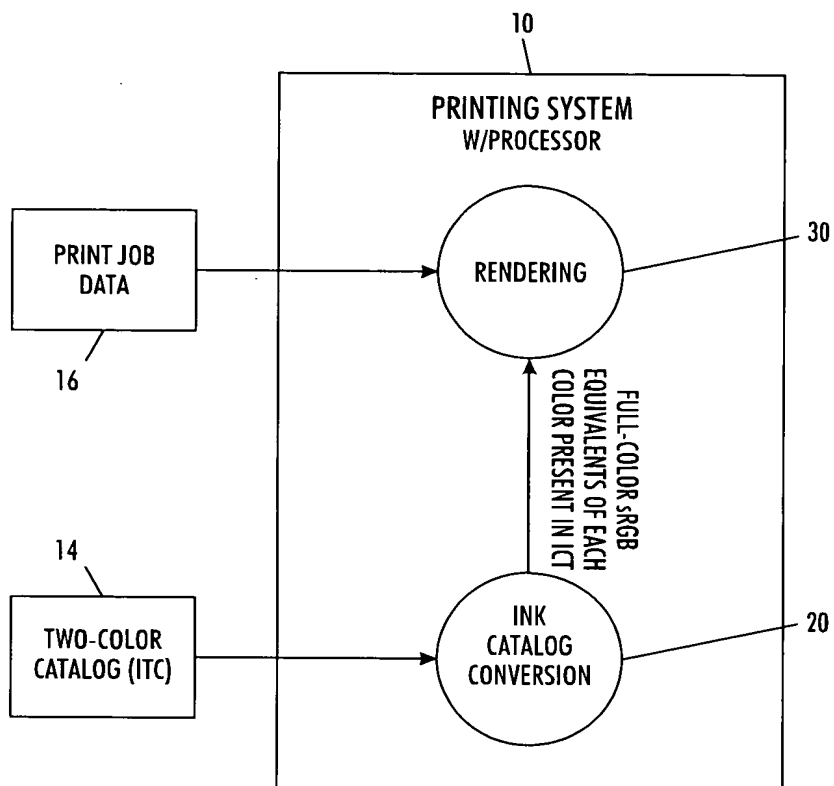 10
PRINTING SYSTEM
W/PROCESSOR
PRINT JOB
DATA
16
RENDERING
30
FULL-COLOR sRGB
EQUIVALENTS OF EACH
COLOR PRESENT IN ICT
14
TWO-COLOR
CATALOG (ITC)
INK
CATALOG
CONVERSION
20